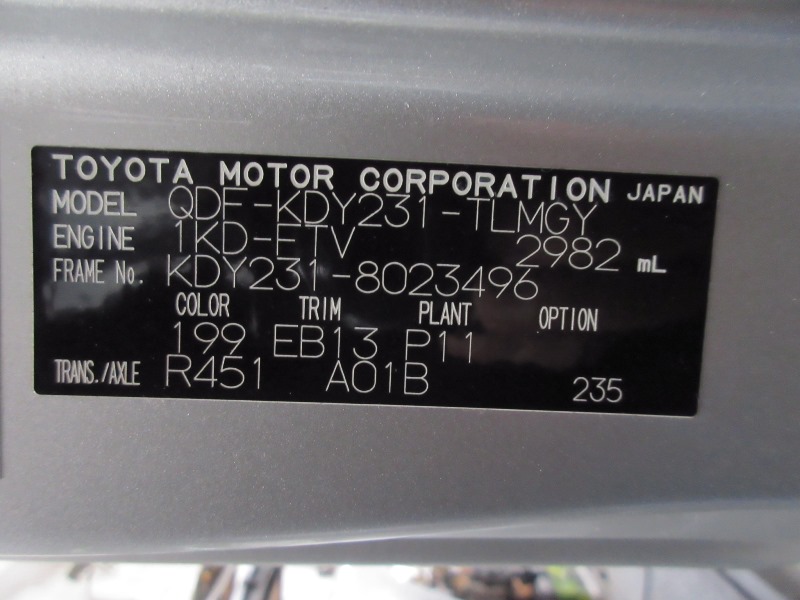 TOYOTA MOTOR CORPORATION JAPAN
MODEL QDF-KDY231-TLMGY
ENGINE 1KD-FTV 2982 mL
FRAME No. KDY231-8023496
COLOR TRIM PLANT OPTION
199 EB13 P11
TRANS./AXLE R451 A01B 235